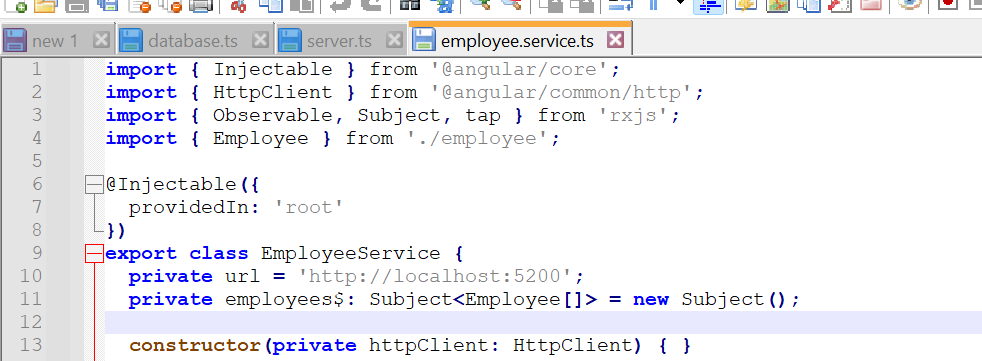 new 1 database.ts server.ts employee.service.ts
1 import { Injectable } from '@angular/core';
2 import { HttpClient } from '@angular/common/http';
3 import { Observable, Subject, tap } from 'rxjs';
4 import { Employee } from './employee';
5
6 @Injectable({
7 providedIn: 'root'
8 })
9 export class EmployeeService {
10 private url = 'http://localhost:5200';
11 private employees$: Subject<Employee[]> = new Subject();
12
13 constructor(private httpClient: HttpClient) { }